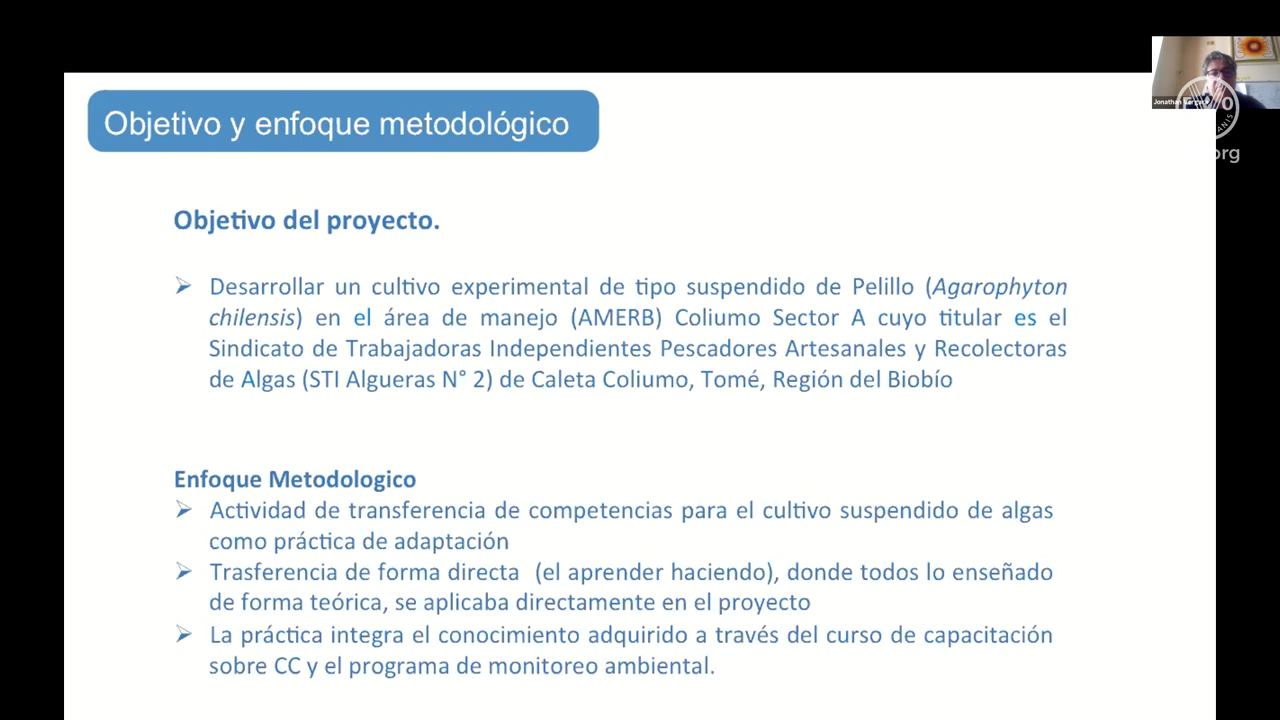 Objetivo y enfoque metodológico
Objetivo del proyecto.
➢ Desarrollar un cultivo experimental de tipo suspendido de Pelillo (Agarophyton
chilensis) en el área de manejo (AMERB) Coliumo Sector A cuyo titular es el
Sindicato de Trabajadoras Independientes Pescadores Artesanales y Recolectoras
de Algas (STI Algueras N° 2) de Caleta Coliumo, Tomé, Región del Biobío
Enfoque Metodologico
➢ Actividad de transferencia de competencias para el cultivo suspendido de algas
como práctica de adaptación
➢ Trasferencia de forma directa (el aprender haciendo), donde todos lo enseñado
de forma teórica, se aplicaba directamente en el proyecto
➢ La práctica integra el conocimiento adquirido a través del curso de capacitación
sobre CC y el programa de monitoreo ambiental.
Jonathan